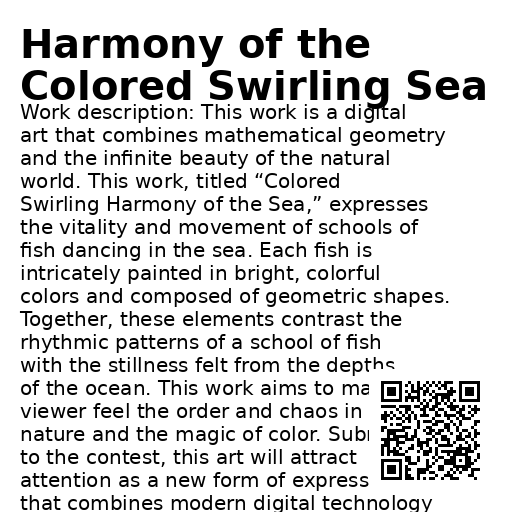 Harmony of the
Colored Swirling Sea
Work description: This work is a digital
art that combines mathematical geometry
and the infinite beauty of the natural
world. This work, titled “Colored
Swirling Harmony of the Sea,” expresses
the vitality and movement of schools of
fish dancing in the sea. Each fish is
intricately painted in bright, colorful
colors and composed of geometric shapes.
Together, these elements contrast the
rhythmic patterns of a school of fish
with the stillness felt from the depths
of the ocean. This work aims to
viewer feel the order and chaos in
nature and the magic of color.
to the contest, this art will attract
attention as a new form of
that combines modern digital technology